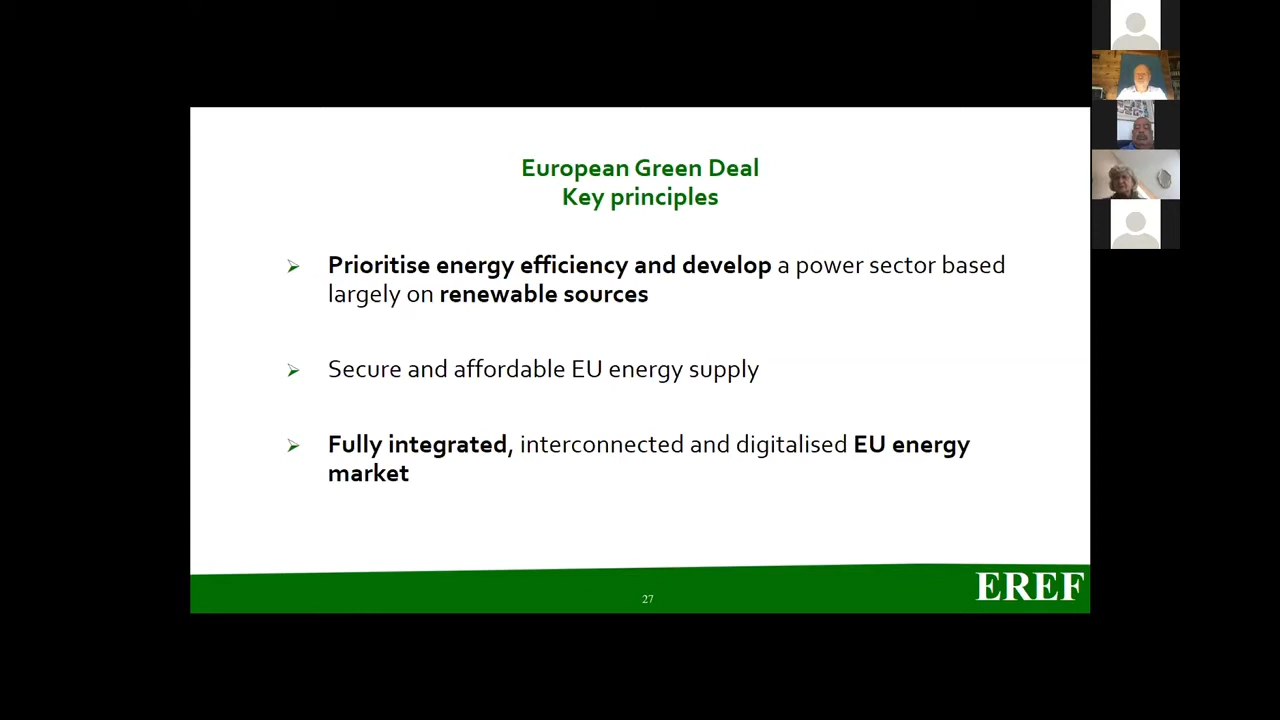 European Green Deal
Key principles
Prioritise energy efficiency and develop a power sector based
largely on renewable sources
Secure and affordable EU energy supply
Fully integrated, interconnected and digitalised EU energy
market
27
EREF